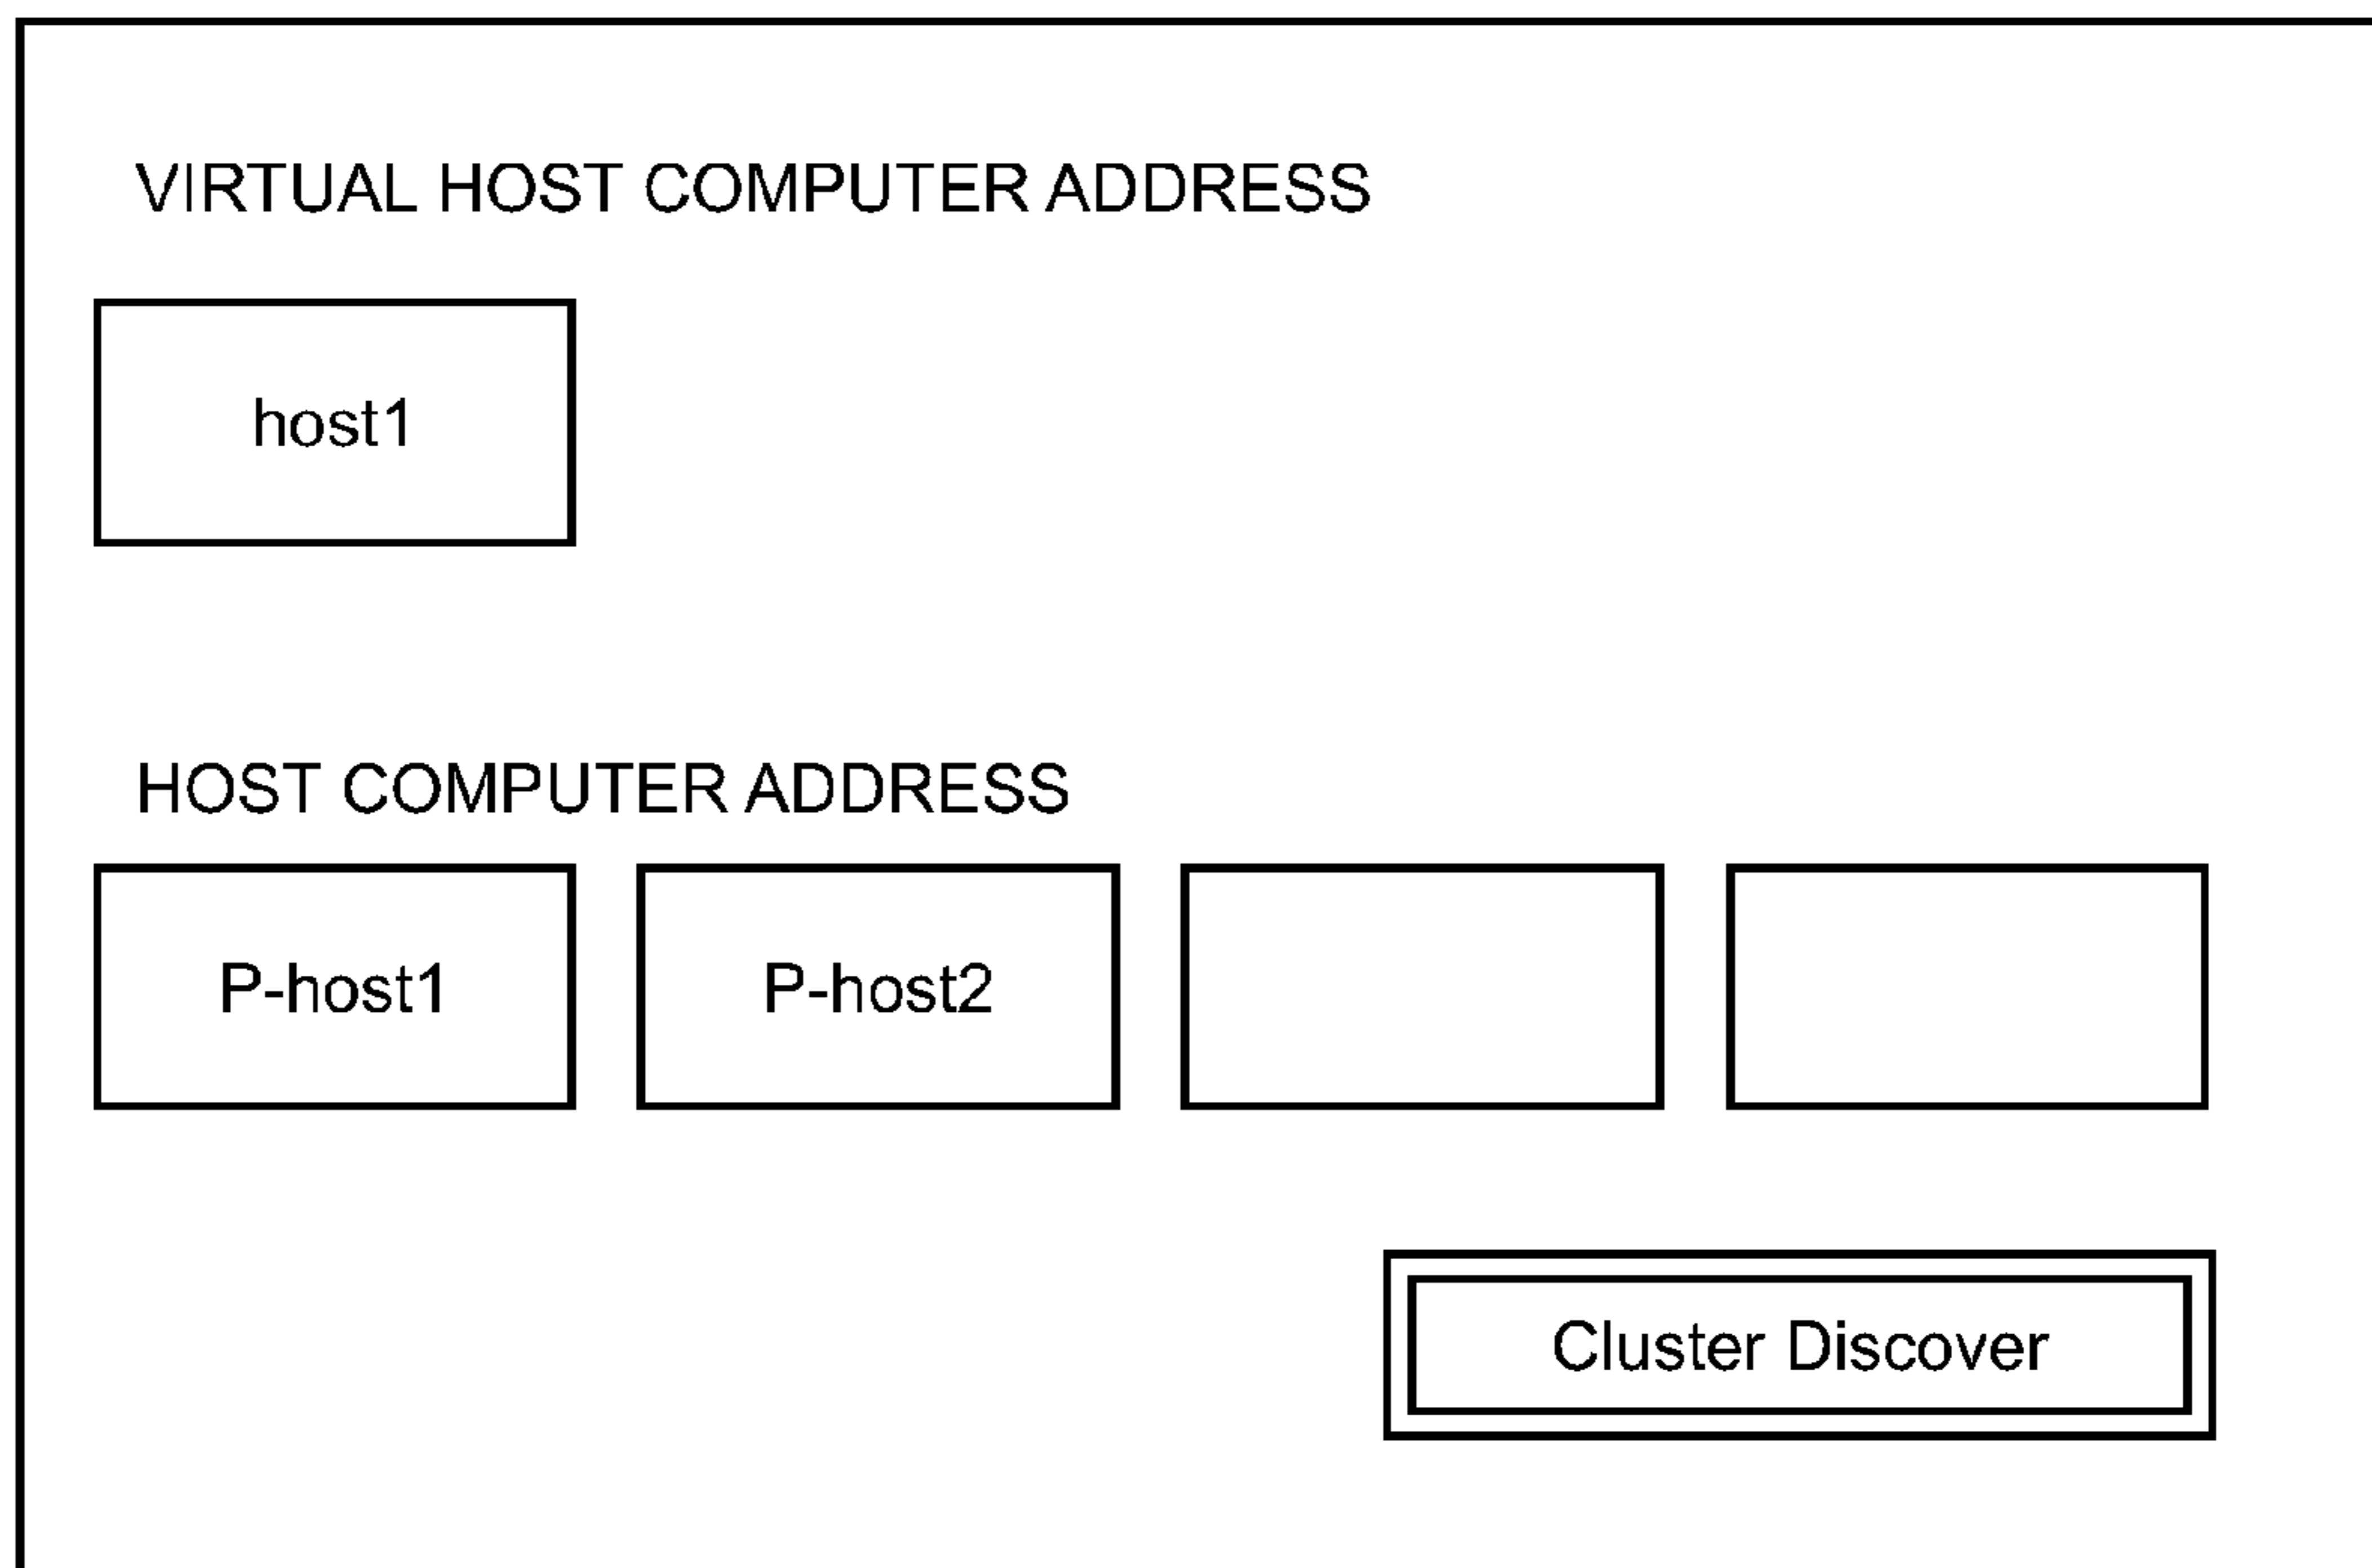 VIRTUAL HOST COMPUTER ADDRESS
host1
HOST COMPUTER ADDRESS
P-host1 P-host2
Cluster Discover